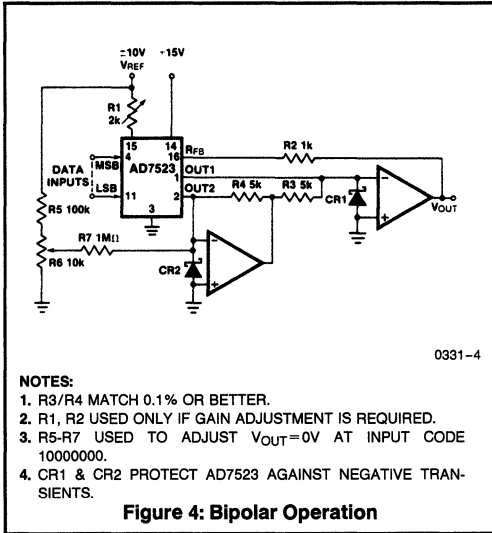 ±10V +15V
VREF
R1
2k
15 14
4 16 RFB R2 1k
MSB AD7523 1 OUT1
DATA
INPUTS
LSB 11 2 OUT2 R4 5k R3 5k
3
CR1
VOUT
R5 100k
R7 1MΩ
R6 10k
CR2
− +
− +
0331-4
NOTES:
1. R3/R4 MATCH 0.1% OR BETTER.
2. R1, R2 USED ONLY IF GAIN ADJUSTMENT IS REQUIRED.
3. R5-R7 USED TO ADJUST VOUT=0V AT INPUT CODE
10000000.
4. CR1 & CR2 PROTECT AD7523 AGAINST NEGATIVE TRAN-
SIENTS.
Figure 4: Bipolar Operation